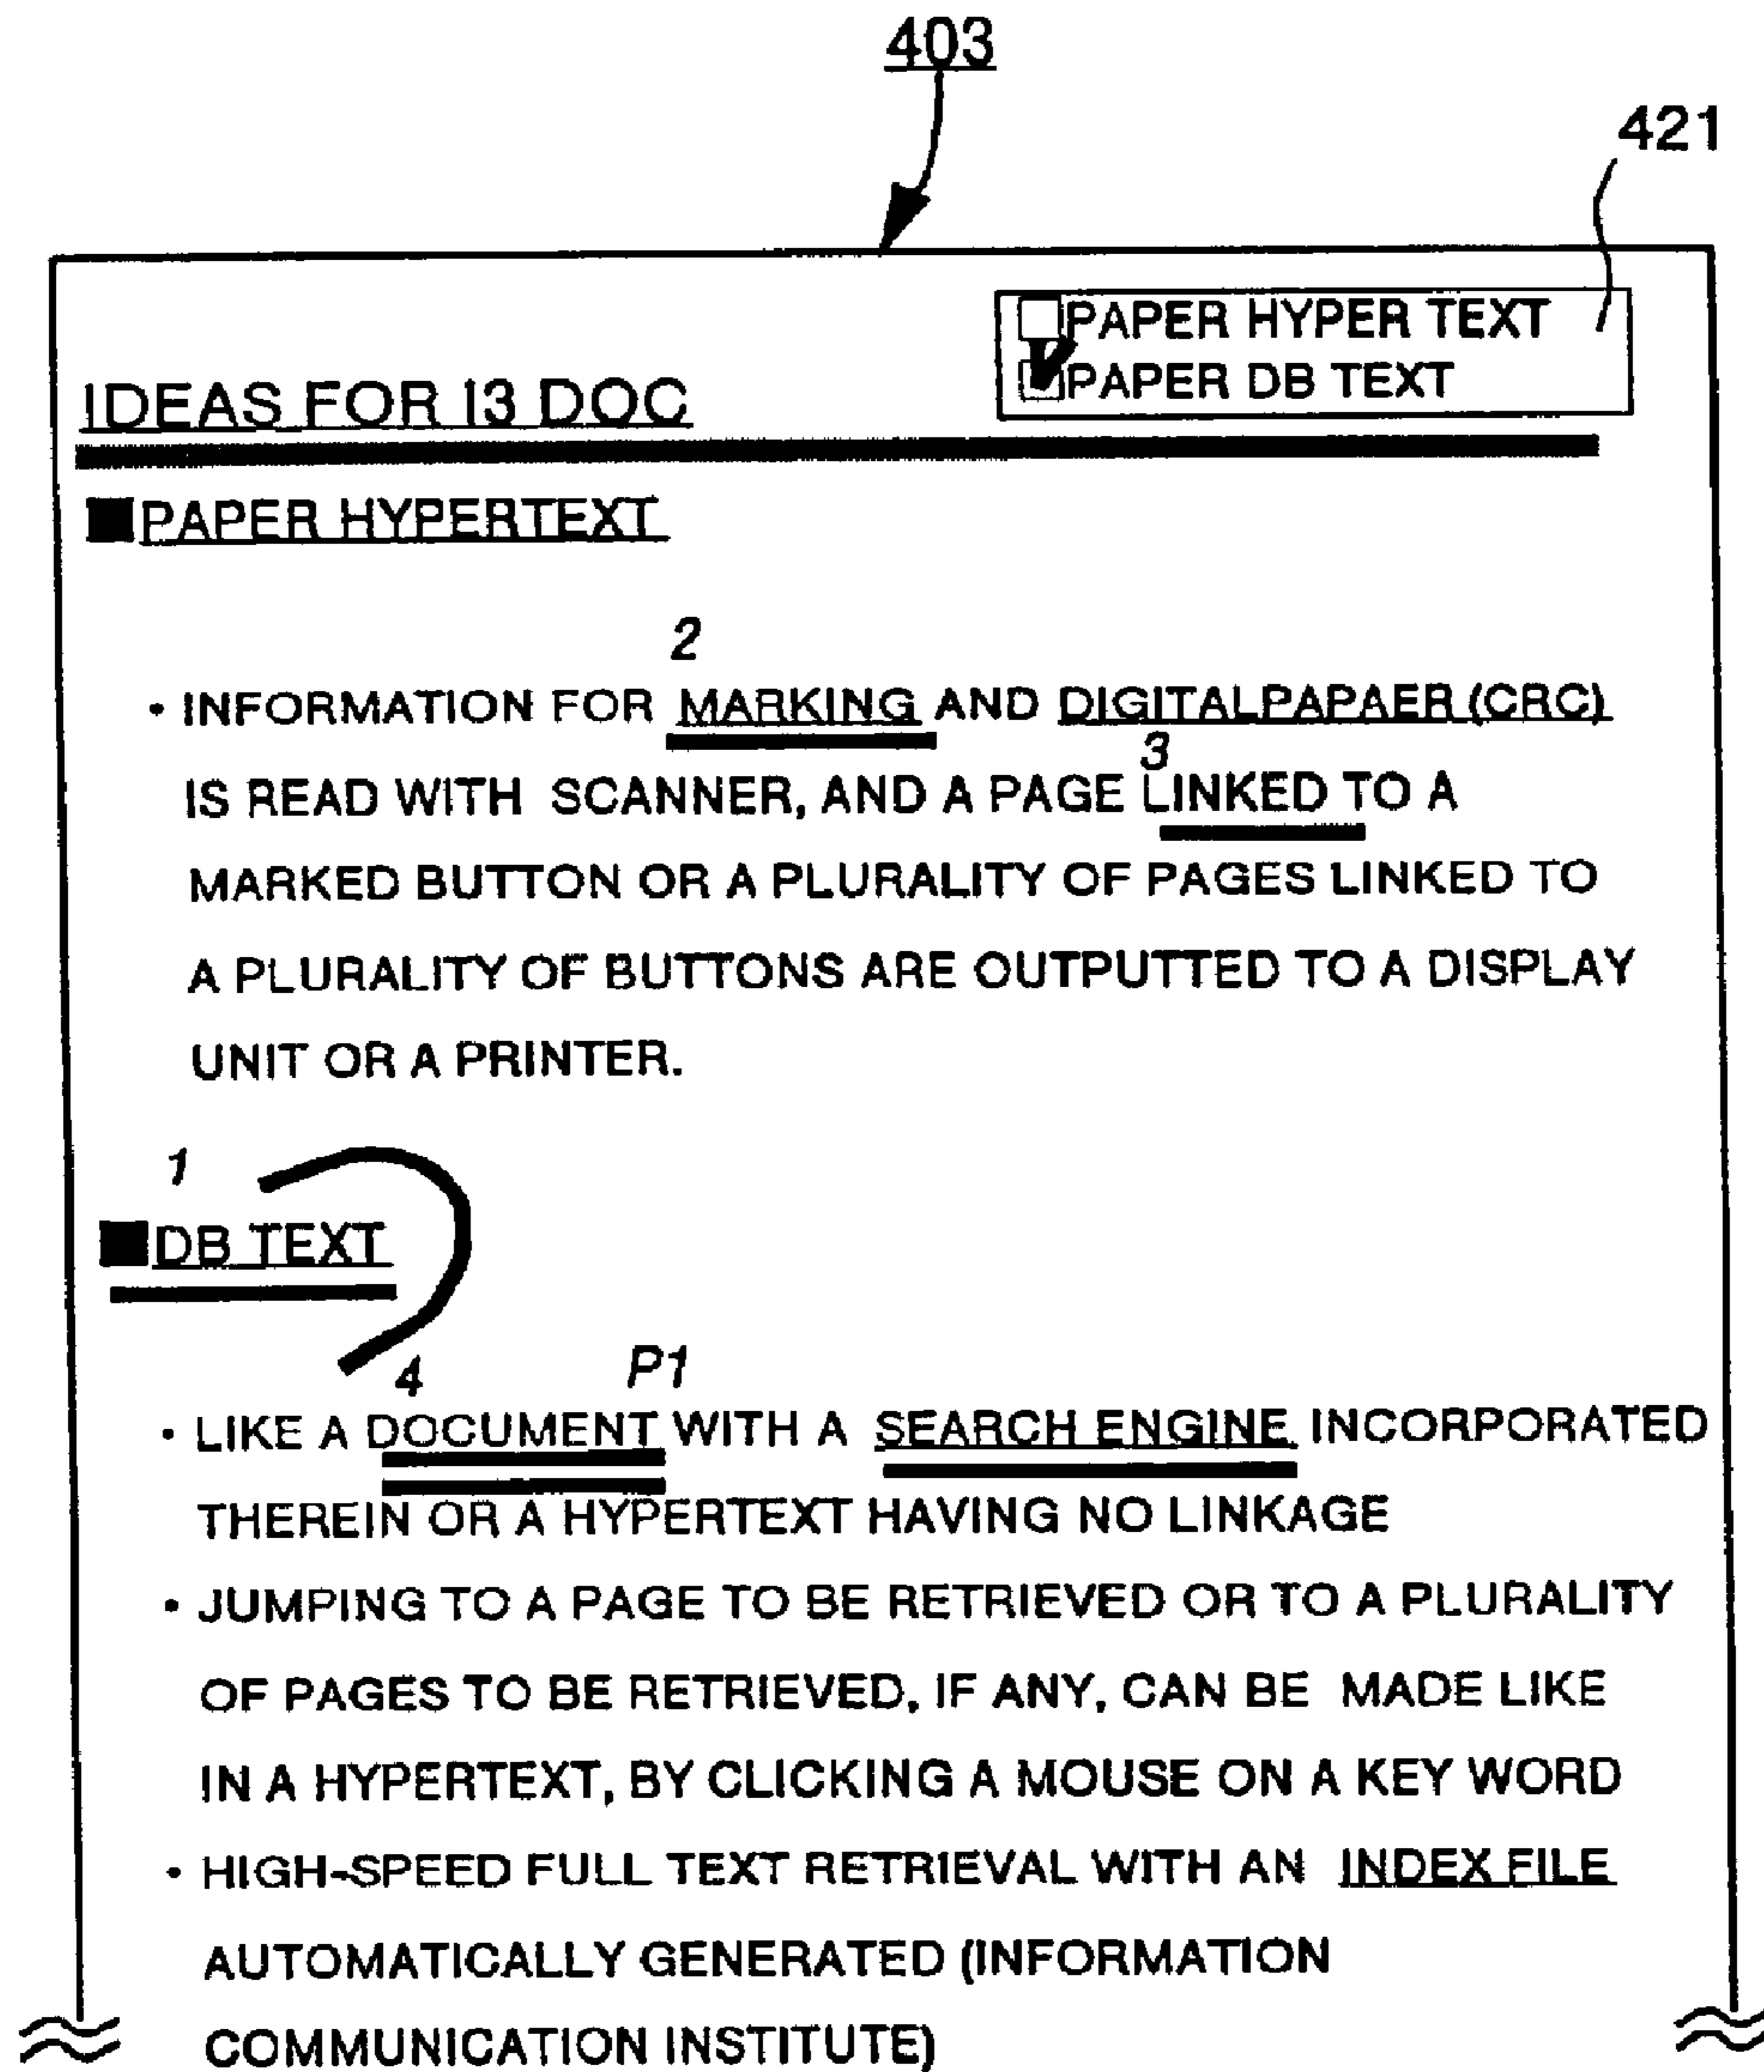 403
421
PAPER HYPER TEXT
PAPER DB TEXT
IDEAS FOR I3 DOC
PAPER HYPERTEXT
2
• INFORMATION FOR MARKING AND DIGITALPAPAER (CRC)
3
IS READ WITH SCANNER, AND A PAGE LINKED TO A
MARKED BUTTON OR A PLURALITY OF PAGES LINKED TO
A PLURALITY OF BUTTONS ARE OUTPUTTED TO A DISPLAY
UNIT OR A PRINTER.
1
DB TEXT
4 P1
• LIKE A DOCUMENT WITH A SEARCH ENGINE INCORPORATED
THEREIN OR A HYPERTEXT HAVING NO LINKAGE
• JUMPING TO A PAGE TO BE RETRIEVED OR TO A PLURALITY
OF PAGES TO BE RETRIEVED, IF ANY, CAN BE MADE LIKE
IN A HYPERTEXT, BY CLICKING A MOUSE ON A KEY WORD
• HIGH-SPEED FULL TEXT RETRIEVAL WITH AN INDEX FILE
AUTOMATICALLY GENERATED (INFORMATION
COMMUNICATION INSTITUTE)